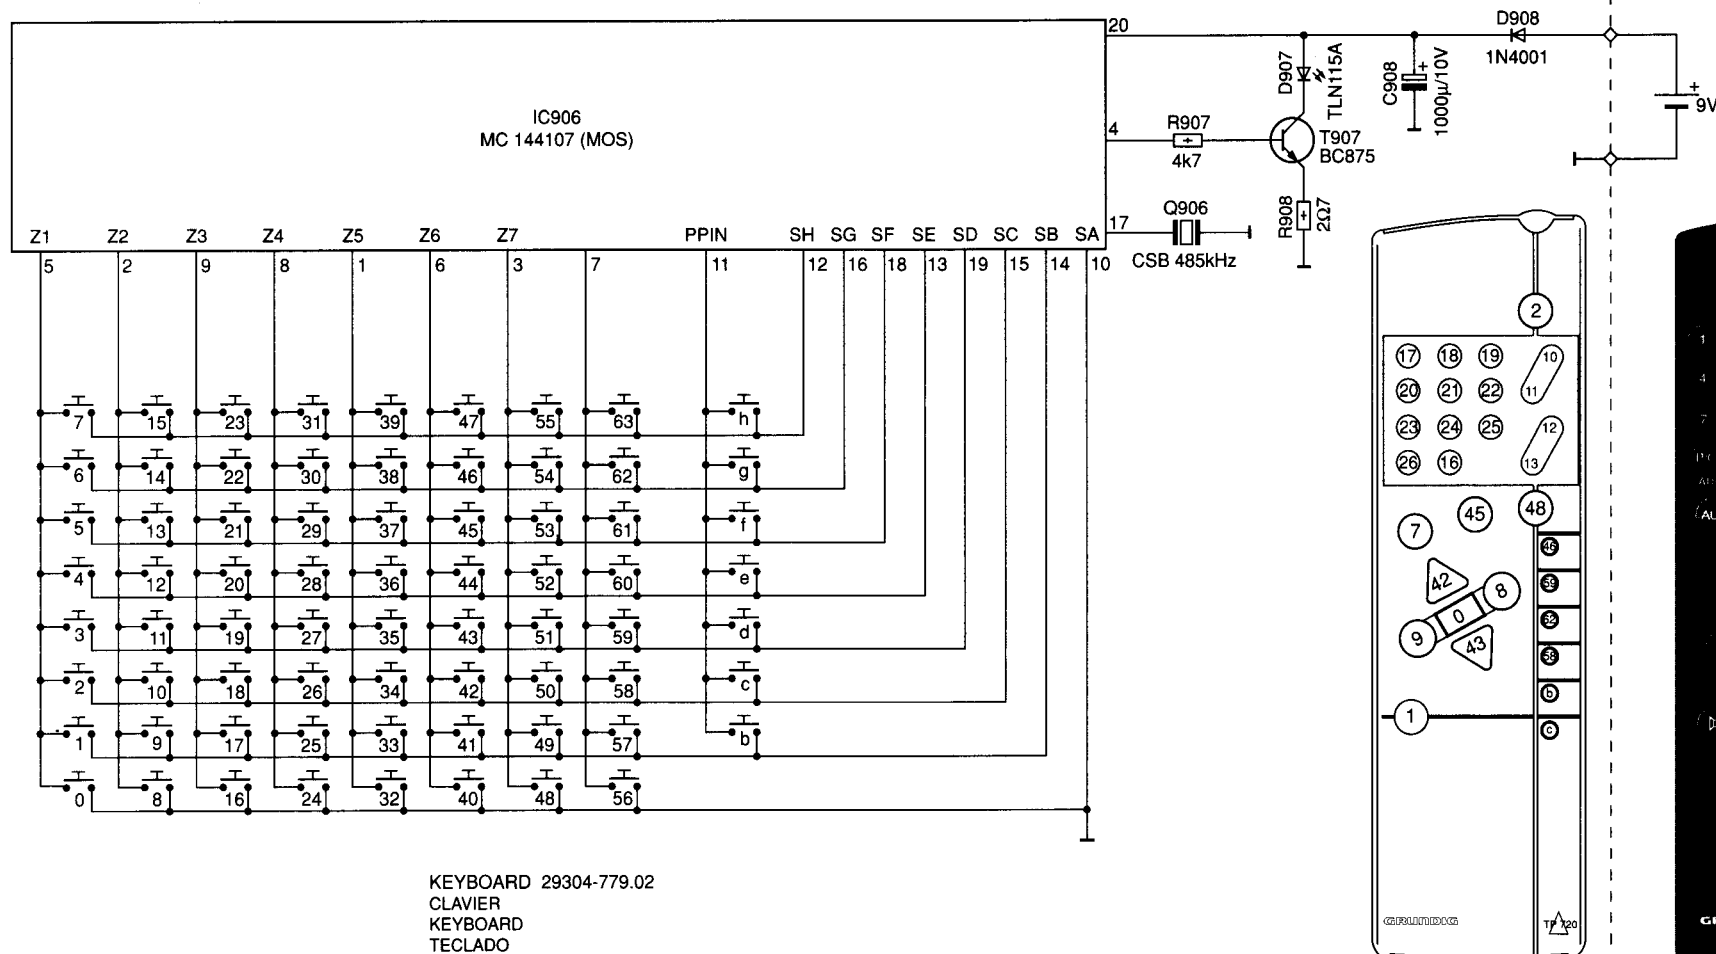 20
D908
1N4001
D907
TLN115A
C908
+
1000µ/10V
+
9V
IC906
MC 144107 (MOS)
4
R907
4k7
T907
BC875
R908
2Ω7
17
Q906
CSB 485kHz
Z1 Z2 Z3 Z4 Z5 Z6 Z7 PPIN SH SG SF SE SD SC SB SA
5 2 9 8 1 6 3 7 11 12 16 18 13 19 15 14 10
7 15 23 31 39 47 55 63 h
6 14 22 30 38 46 54 62 g
5 13 21 29 37 45 53 61 f
4 12 20 28 36 44 52 60 e
3 11 19 27 35 43 51 59 d
2 10 18 26 34 42 50 58 c
1 9 17 25 33 41 49 57 b
0 8 16 24 32 40 48 56
KEYBOARD 29304-779.02
CLAVIER
KEYBOARD
TECLADO
2
17 18 19 10
20 21 22 11
23 24 25 12
26 16 13
7 45 48
46
42 8 59
9 0 43 52
58
b
1
c
GRUNDIG
TP 720
1
4
7
AU
GR